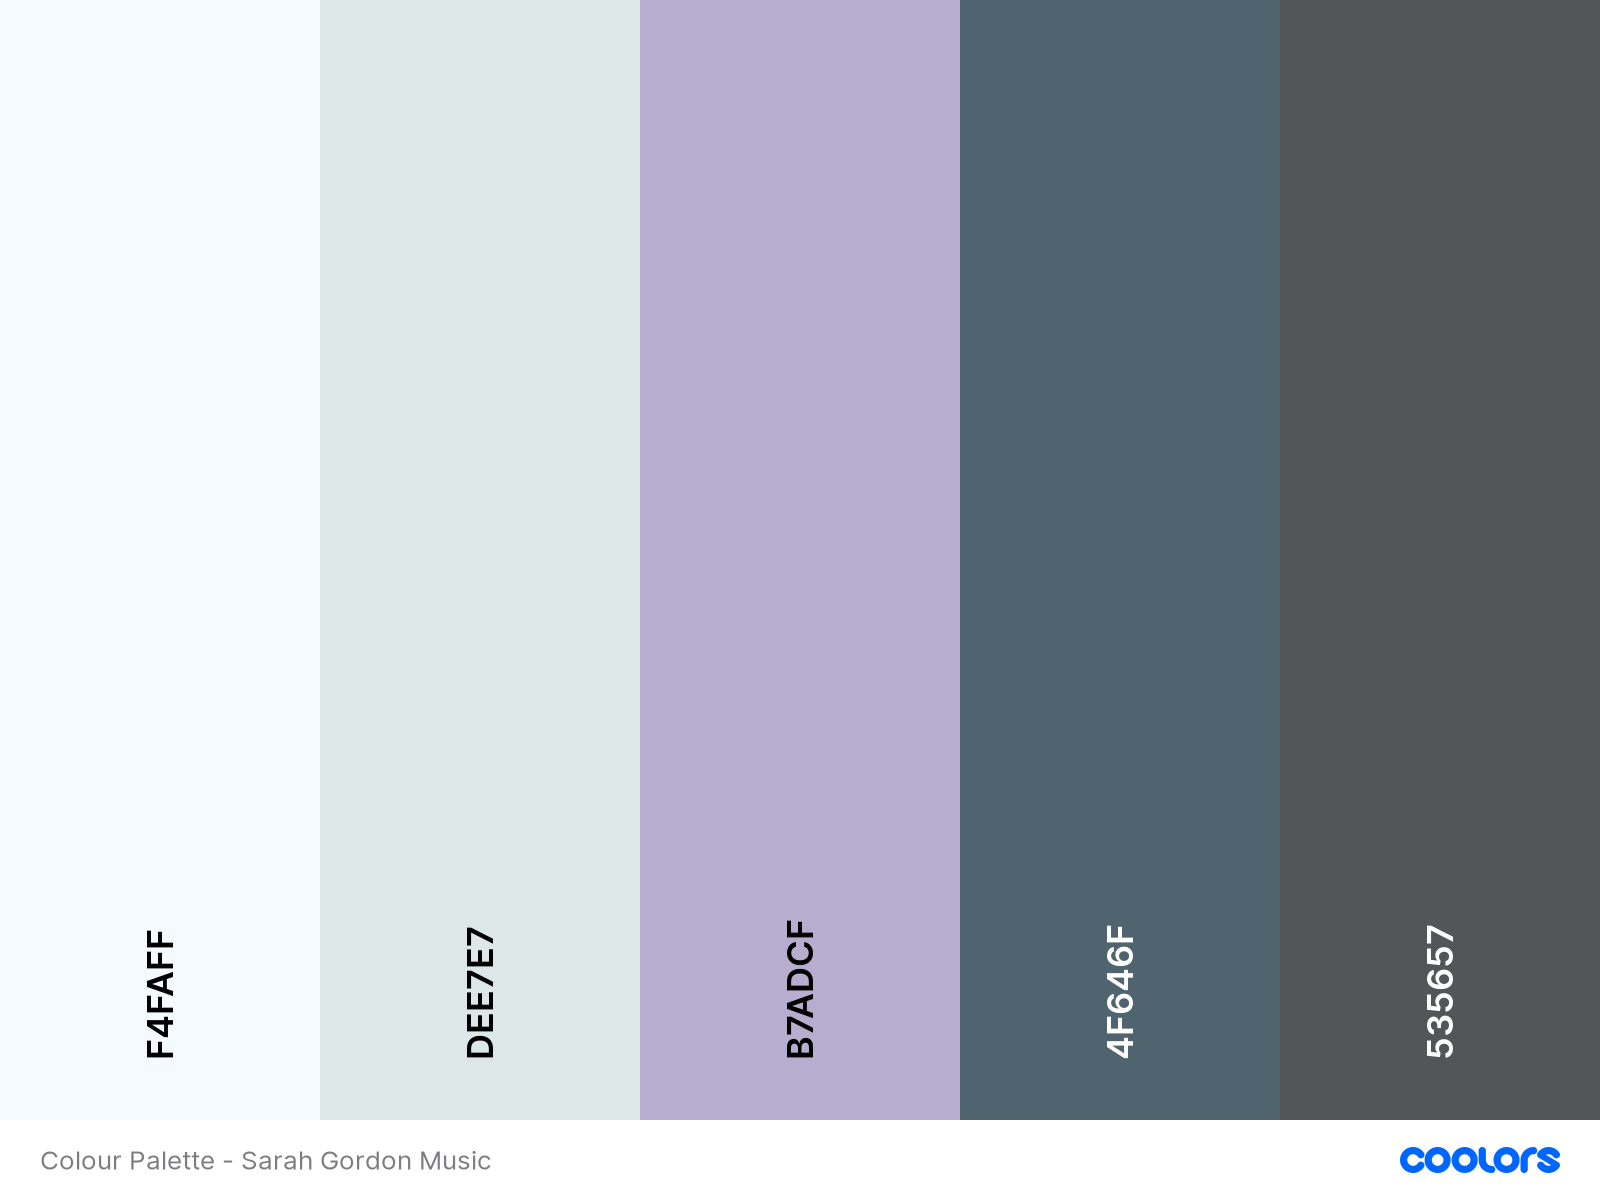 F4FAFF
DEE7E7
B7ADCF
4F646F
535657
Colour Palette - Sarah Gordon Music
coolors